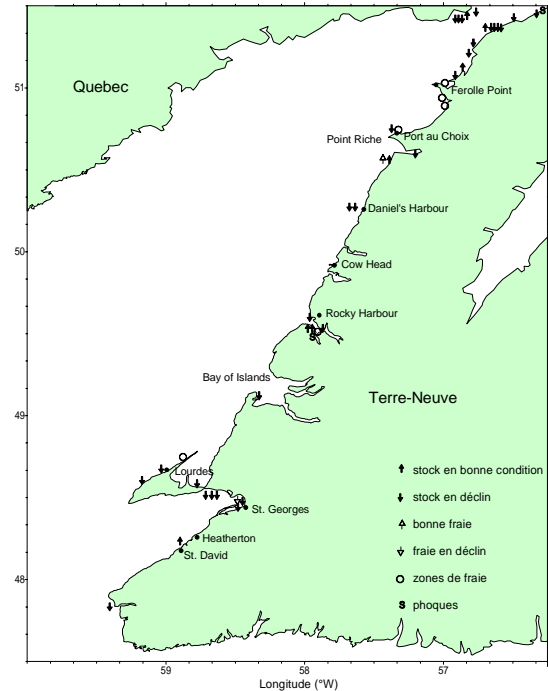 S
51
Quebec
Ferolle Point
Port au Choix
Point Riche
50
Daniel's Harbour
Cow Head
Rocky Harbour
S
Bay of Islands
49
Terre-Neuve
Lourdes
stock en bonne condition
stock en déclin
St. Georges
bonne fraie
Heatherton
fraie en déclin
St. David
zones de fraie
48
S phoques
59 58 57
Longitude (°W)